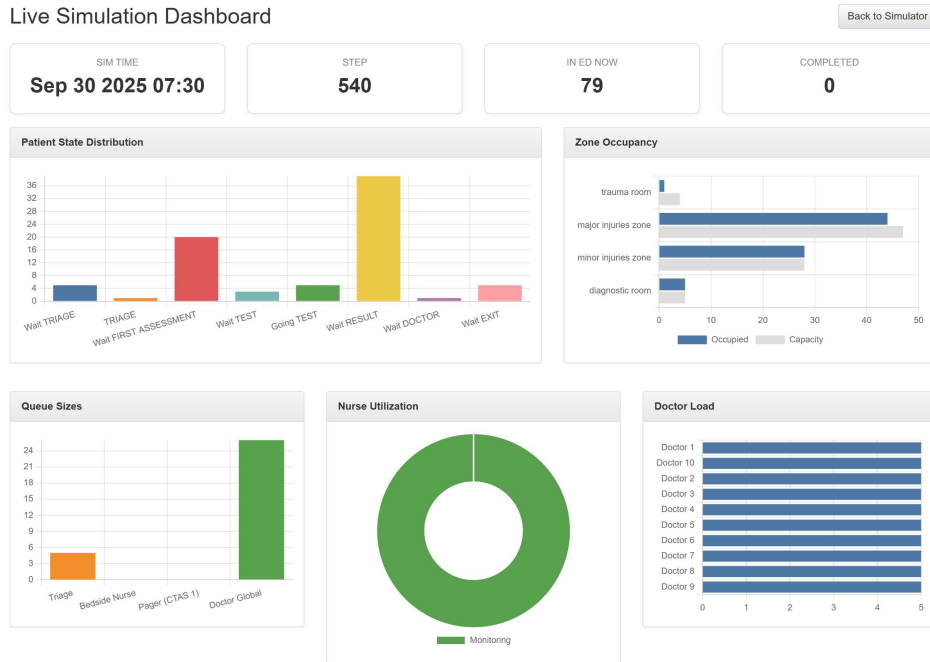 Live Simulation Dashboard
Back to Simulator
SIM TIME
Sep 30 2025 07:30
STEP
540
IN ED NOW
79
COMPLETED
0
Patient State Distribution
36
32
28
24
20
16
12
8
4
0
Wait TRIAGE
TRIAGE
Wait FIRST ASSESSMENT
Wait TEST
Going TEST
Wait RESULT
Wait DOCTOR
Wait EXIT
Zone Occupancy
trauma room
major injuries zone
minor injuries zone
diagnostic room
0 10 20 30 40 50
Occupied Capacity
Queue Sizes
24
21
18
15
12
9
6
3
0
Triage
Bedside Nurse
Pager (CTAS 1)
Doctor Global
Nurse Utilization
Monitoring
Doctor Load
Doctor 1
Doctor 10
Doctor 2
Doctor 3
Doctor 4
Doctor 5
Doctor 6
Doctor 7
Doctor 8
Doctor 9
0 1 2 3 4 5